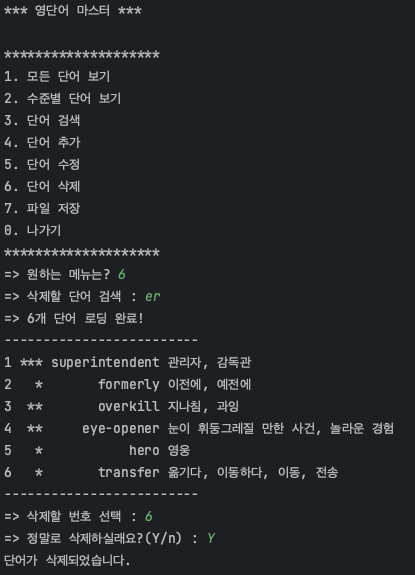 *** 영단어 마스터 ***
********************
1. 모든 단어 보기
2. 수준별 단어 보기
3. 단어 검색
4. 단어 추가
5. 단어 수정
6. 단어 삭제
7. 파일 저장
0. 나가기
********************
=> 원하는 메뉴는? 6
=> 삭제할 단어 검색 : er
=> 6개 단어 로딩 완료!
-------------------------
1 *** superintendent 관리자, 감독관
2   *       formerly 이전에, 예전에
3  **       overkill 지나침, 과잉
4  **     eye-opener 눈이 휘둥그레질 만한 사건, 놀라운 경험
5   *           hero 영웅
6   *       transfer 옮기다, 이동하다, 이동, 전송
-------------------------
=> 삭제할 번호 선택 : 6
=> 정말로 삭제하실래요?(Y/n) : Y
단어가 삭제되었습니다.